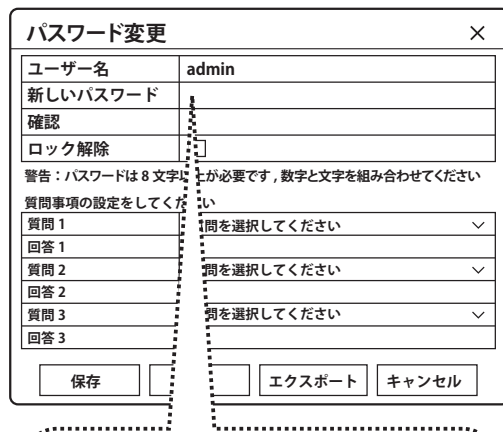 パスワード変更 ×
ユーザー名 admin
新しいパスワード
確認
ロック解除
警告：パスワードは 8 文字 上が必要です , 数字と文字を組み合わせてください
質問事項の設定をしてくだ い
質問 1 問を選択してください
回答 1
質問 2 問を選択してください
回答 2
質問 3 問を選択してください
回答 3
保存 エクスポート キャンセル